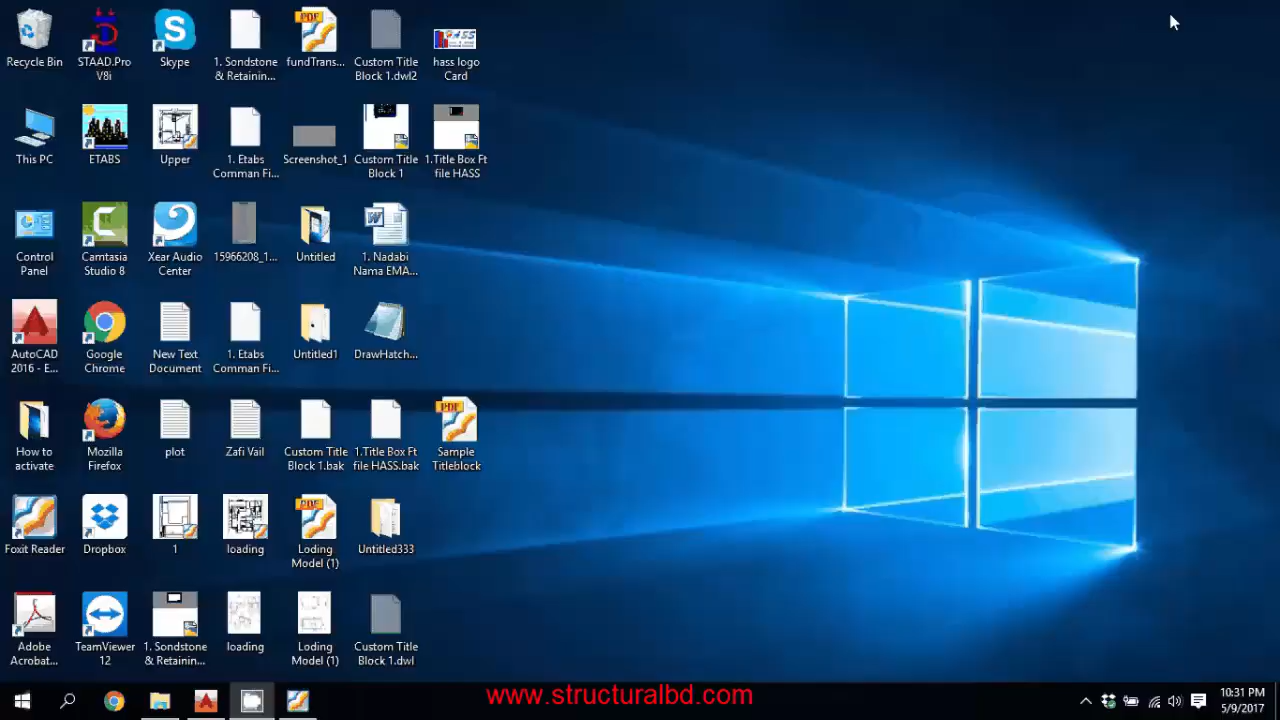 Recycle Bin
STAAD.Pro
V8i
Skype
1. Sondstone
& Retainin...
fundTrans...
Custom Title
Block 1.dwl2
hass logo
Card
This PC
ETABS
Upper
1. Etabs
Comman Fi...
Screenshot_1
Custom Title
Block 1
1.Title Box Ft
file HASS
Control
Panel
Camtasia
Studio 8
Xear Audio
Center
15966208_1...
Untitled
1. Nadabi
Nama EMA...
AutoCAD
2016 - E...
Google
Chrome
New Text
Document
1. Etabs
Comman Fi...
Untitled1
DrawHatch...
How to
activate
Mozilla
Firefox
plot
Zafi Vail
Custom Title
Block 1.bak
1.Title Box Ft
file HASS.bak
PDF
Sample
Titleblock
Foxit Reader
Dropbox
1
loading
PDF
Loding
Model (1)
Untitled333
Adobe
Acrobat...
TeamViewer
12
1. Sondstone
& Retainin...
loading
Loding
Model (1)
Custom Title
Block 1.dwl
www.structuralbd.com
10:31 PM
5/9/2017